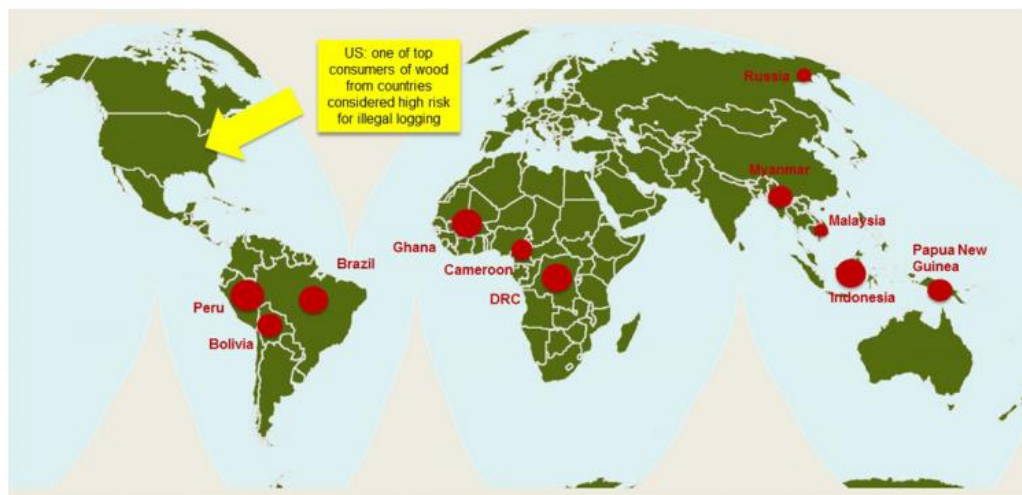 US: one of top
consumers of wood
from countries
considered high risk
for illegal logging
Russia
Myanmar
Malaysia
Ghana
Cameroon
DRC
Papua New
Guinea
Indonesia
Brazil
Peru
Bolivia